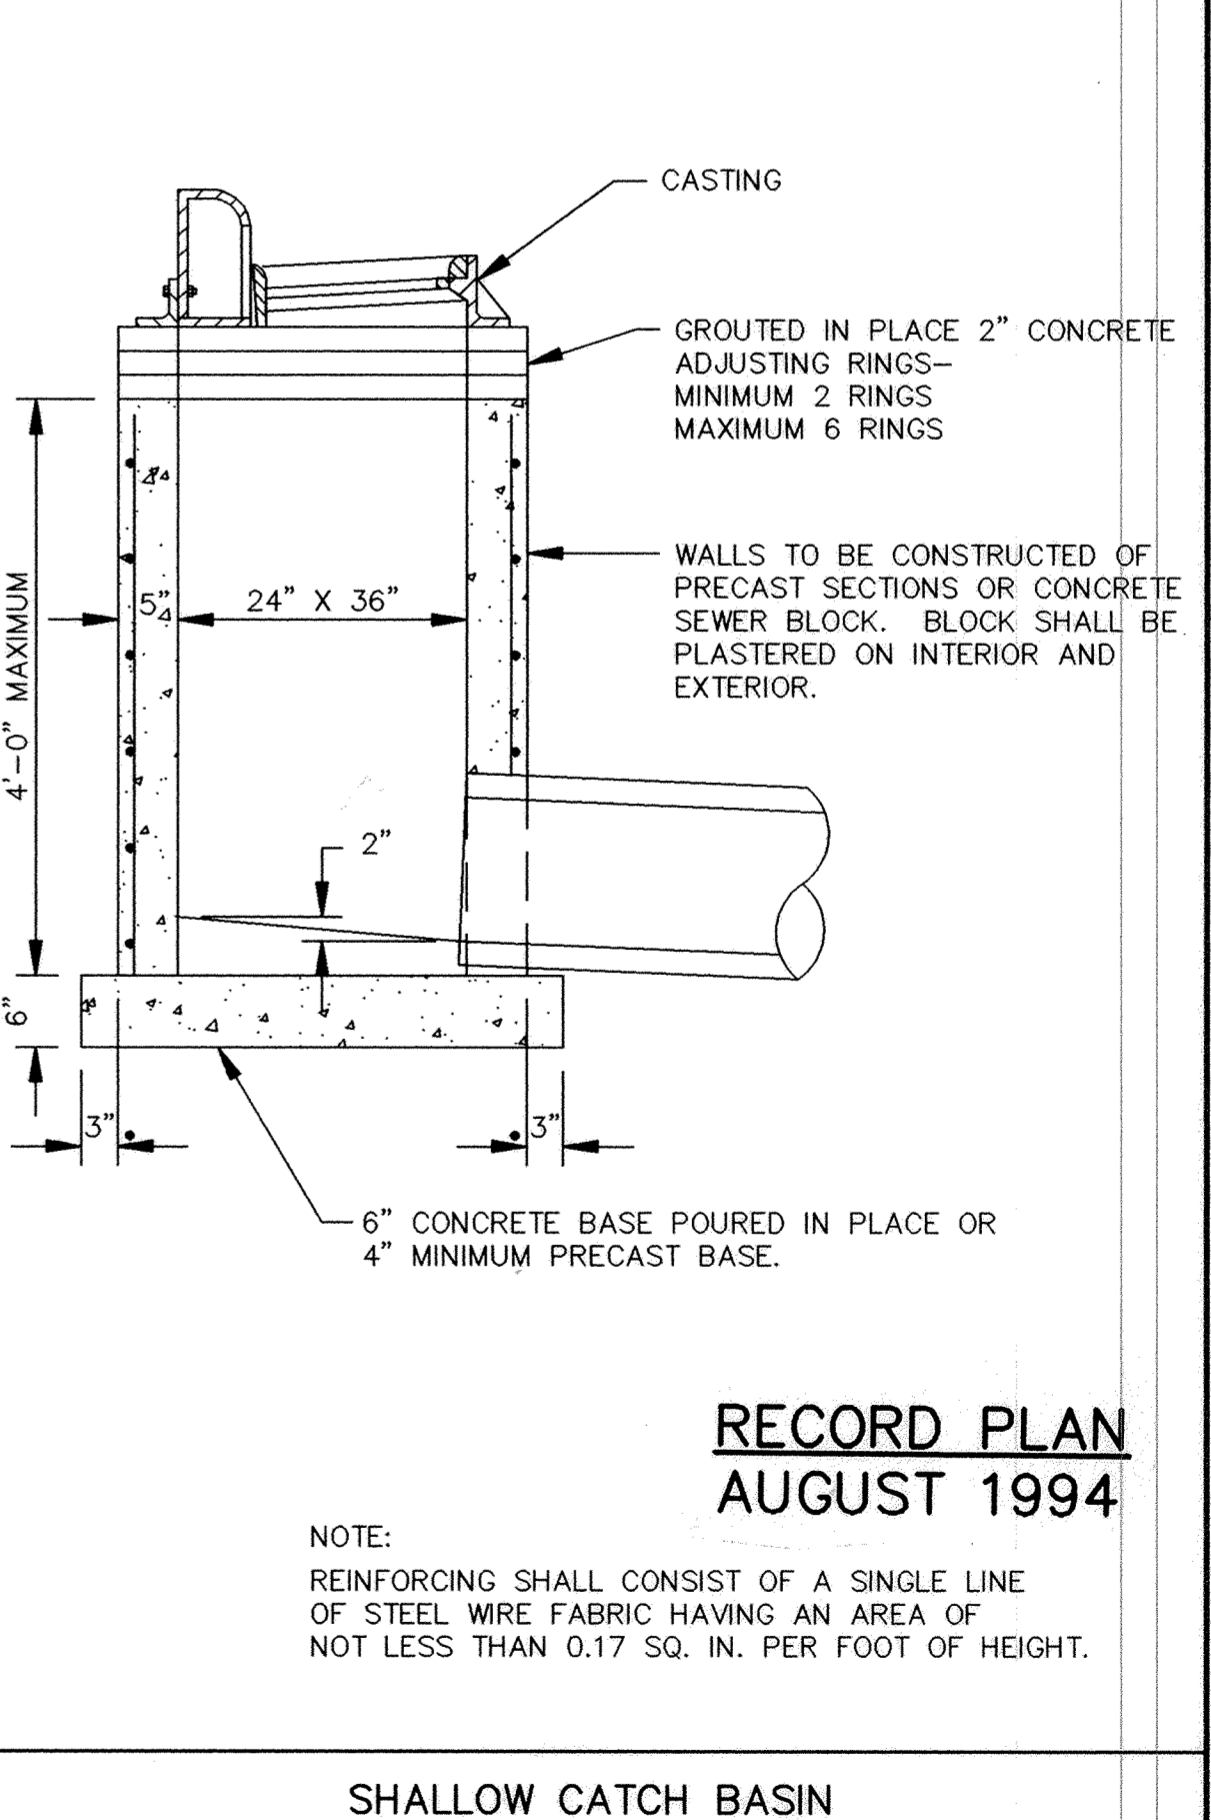 CASTING
GROUTED IN PLACE 2" CONCRETE
ADJUSTING RINGS-
MINIMUM 2 RINGS
MAXIMUM 6 RINGS
WALLS TO BE CONSTRUCTED OF
PRECAST SECTIONS OR CONCRETE
SEWER BLOCK. BLOCK SHALL BE
PLASTERED ON INTERIOR AND
EXTERIOR.
4'-0" MAXIMUM
5"
24" X 36"
2"
6"
3"
3"
6" CONCRETE BASE POURED IN PLACE OR
4" MINIMUM PRECAST BASE.
RECORD PLAN
AUGUST 1994
NOTE:
REINFORCING SHALL CONSIST OF A SINGLE LINE
OF STEEL WIRE FABRIC HAVING AN AREA OF
NOT LESS THAN 0.17 SQ. IN. PER FOOT OF HEIGHT.
SHALLOW CATCH BASIN